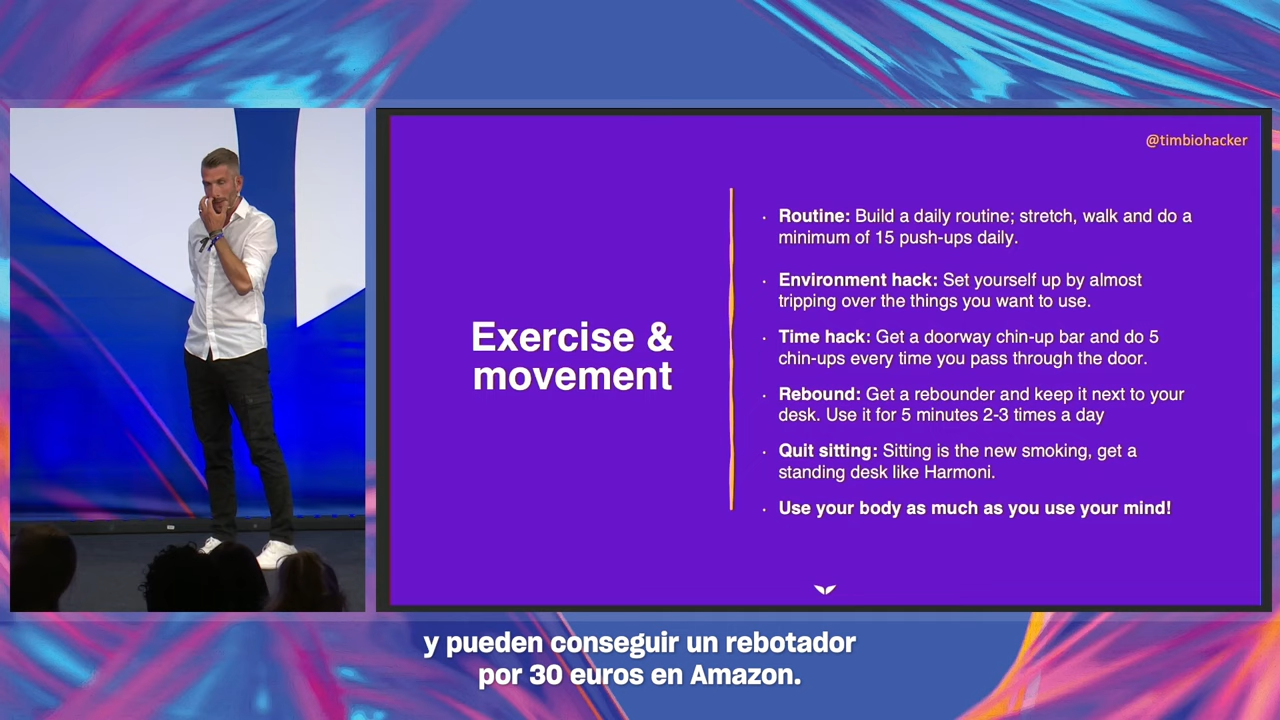 @timbiohacker
Exercise &
movement
· Routine: Build a daily routine; stretch, walk and do a
minimum of 15 push-ups daily.
· Environment hack: Set yourself up by almost
tripping over the things you want to use.
· Time hack: Get a doorway chin-up bar and do 5
chin-ups every time you pass through the door.
· Rebound: Get a rebounder and keep it next to your
desk. Use it for 5 minutes 2-3 times a day
· Quit sitting: Sitting is the new smoking, get a
standing desk like Harmoni.
· Use your body as much as you use your mind!
y pueden conseguir un rebotador
por 30 euros en Amazon.